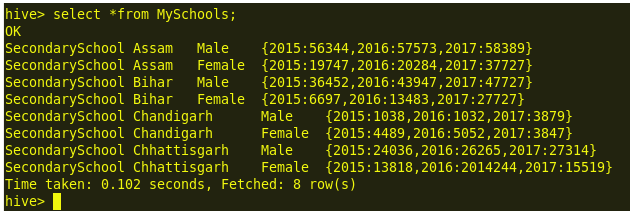 hive> select *from MySchools;
OK
SecondarySchool Assam Male {2015:56344,2016:57573,2017:58389}
SecondarySchool Assam Female {2015:19747,2016:20284,2017:37727}
SecondarySchool Bihar Male {2015:36452,2016:43947,2017:47727}
SecondarySchool Bihar Female {2015:6697,2016:13483,2017:27727}
SecondarySchool Chandigarh Male {2015:1038,2016:1032,2017:3879}
SecondarySchool Chandigarh Female {2015:4489,2016:5052,2017:3847}
SecondarySchool Chhattisgarh Male {2015:24036,2016:26265,2017:27314}
SecondarySchool Chhattisgarh Female {2015:13818,2016:2014244,2017:15519}
Time taken: 0.102 seconds, Fetched: 8 row(s)
hive>